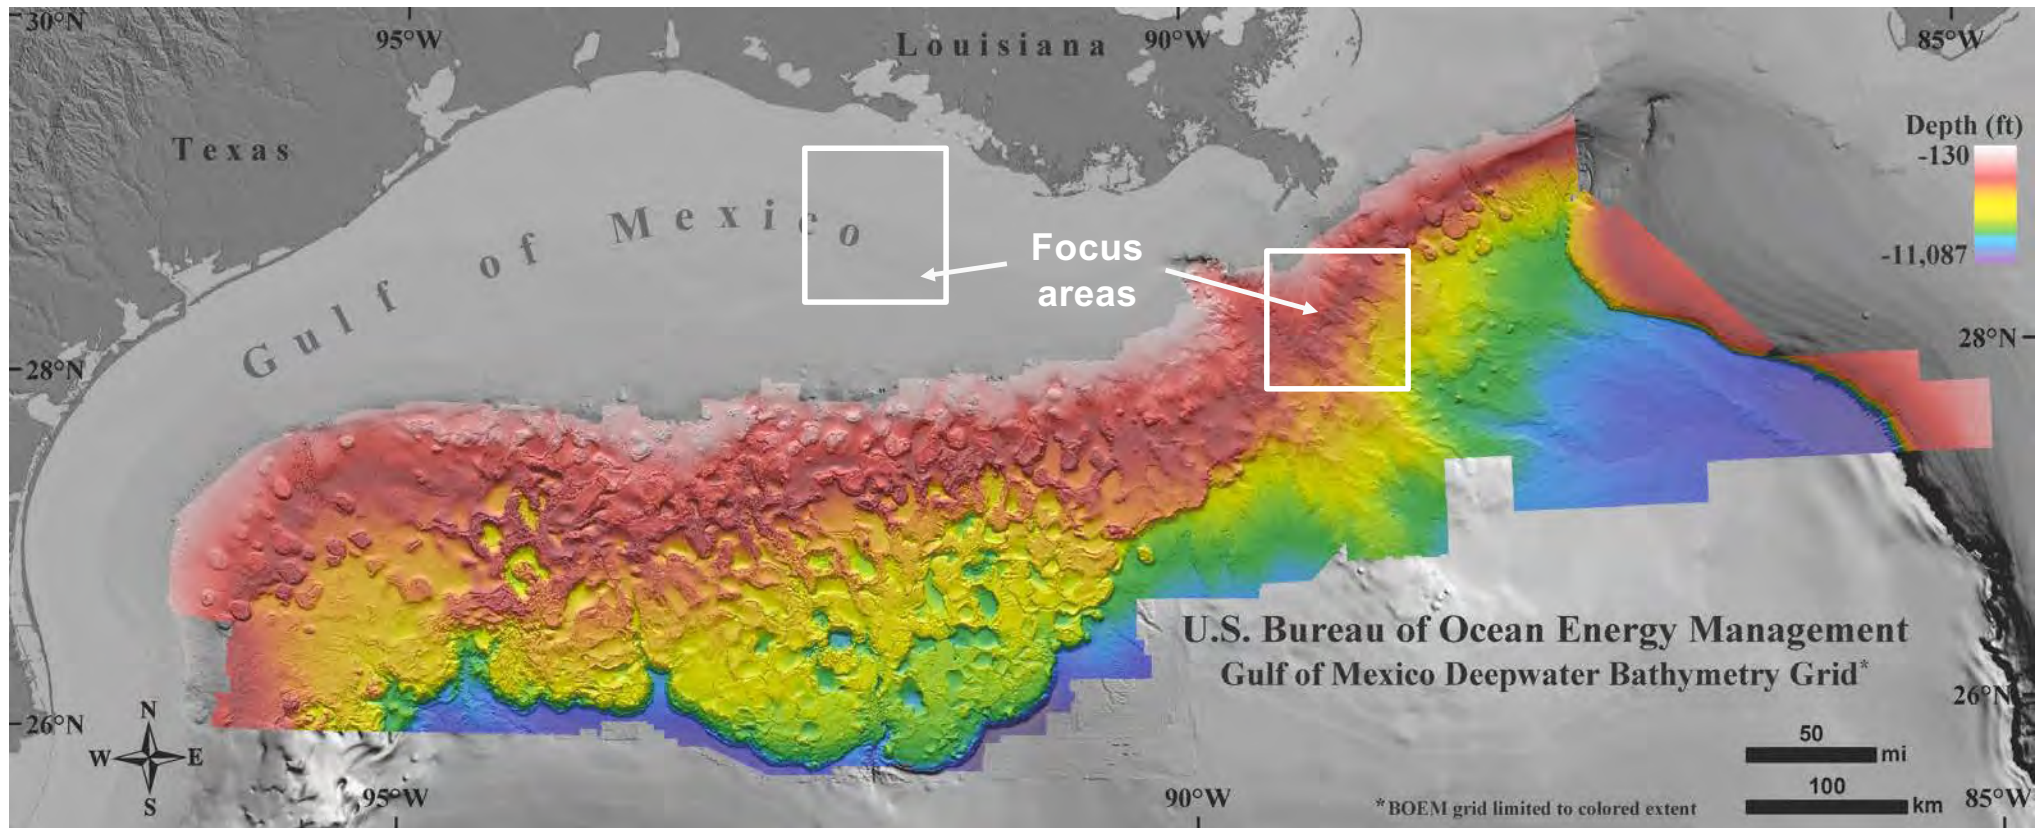 30°N
95°W
Louisiana
90°W
85°W
Texas
Depth (ft)
-130
-11,087
Gulf of Mexico
Focus
areas
28°N
28°N
U.S. Bureau of Ocean Energy Management
Gulf of Mexico Deepwater Bathymetry Grid*
26°N
26°N
N
W E
S
50
mi
100
km
95°W
90°W
*BOEM grid limited to colored extent
85°W